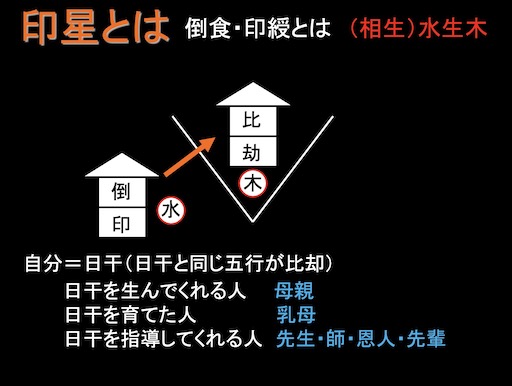 印星とは 倒食・印綬とは （相生）水生木
比
劫
木
倒
印
水
自分＝日干（日干と同じ五行が比却）
日干を生んでくれる人 母親
日干を育てた人 乳母
日干を指導してくれる人 先生・師・恩人・先輩